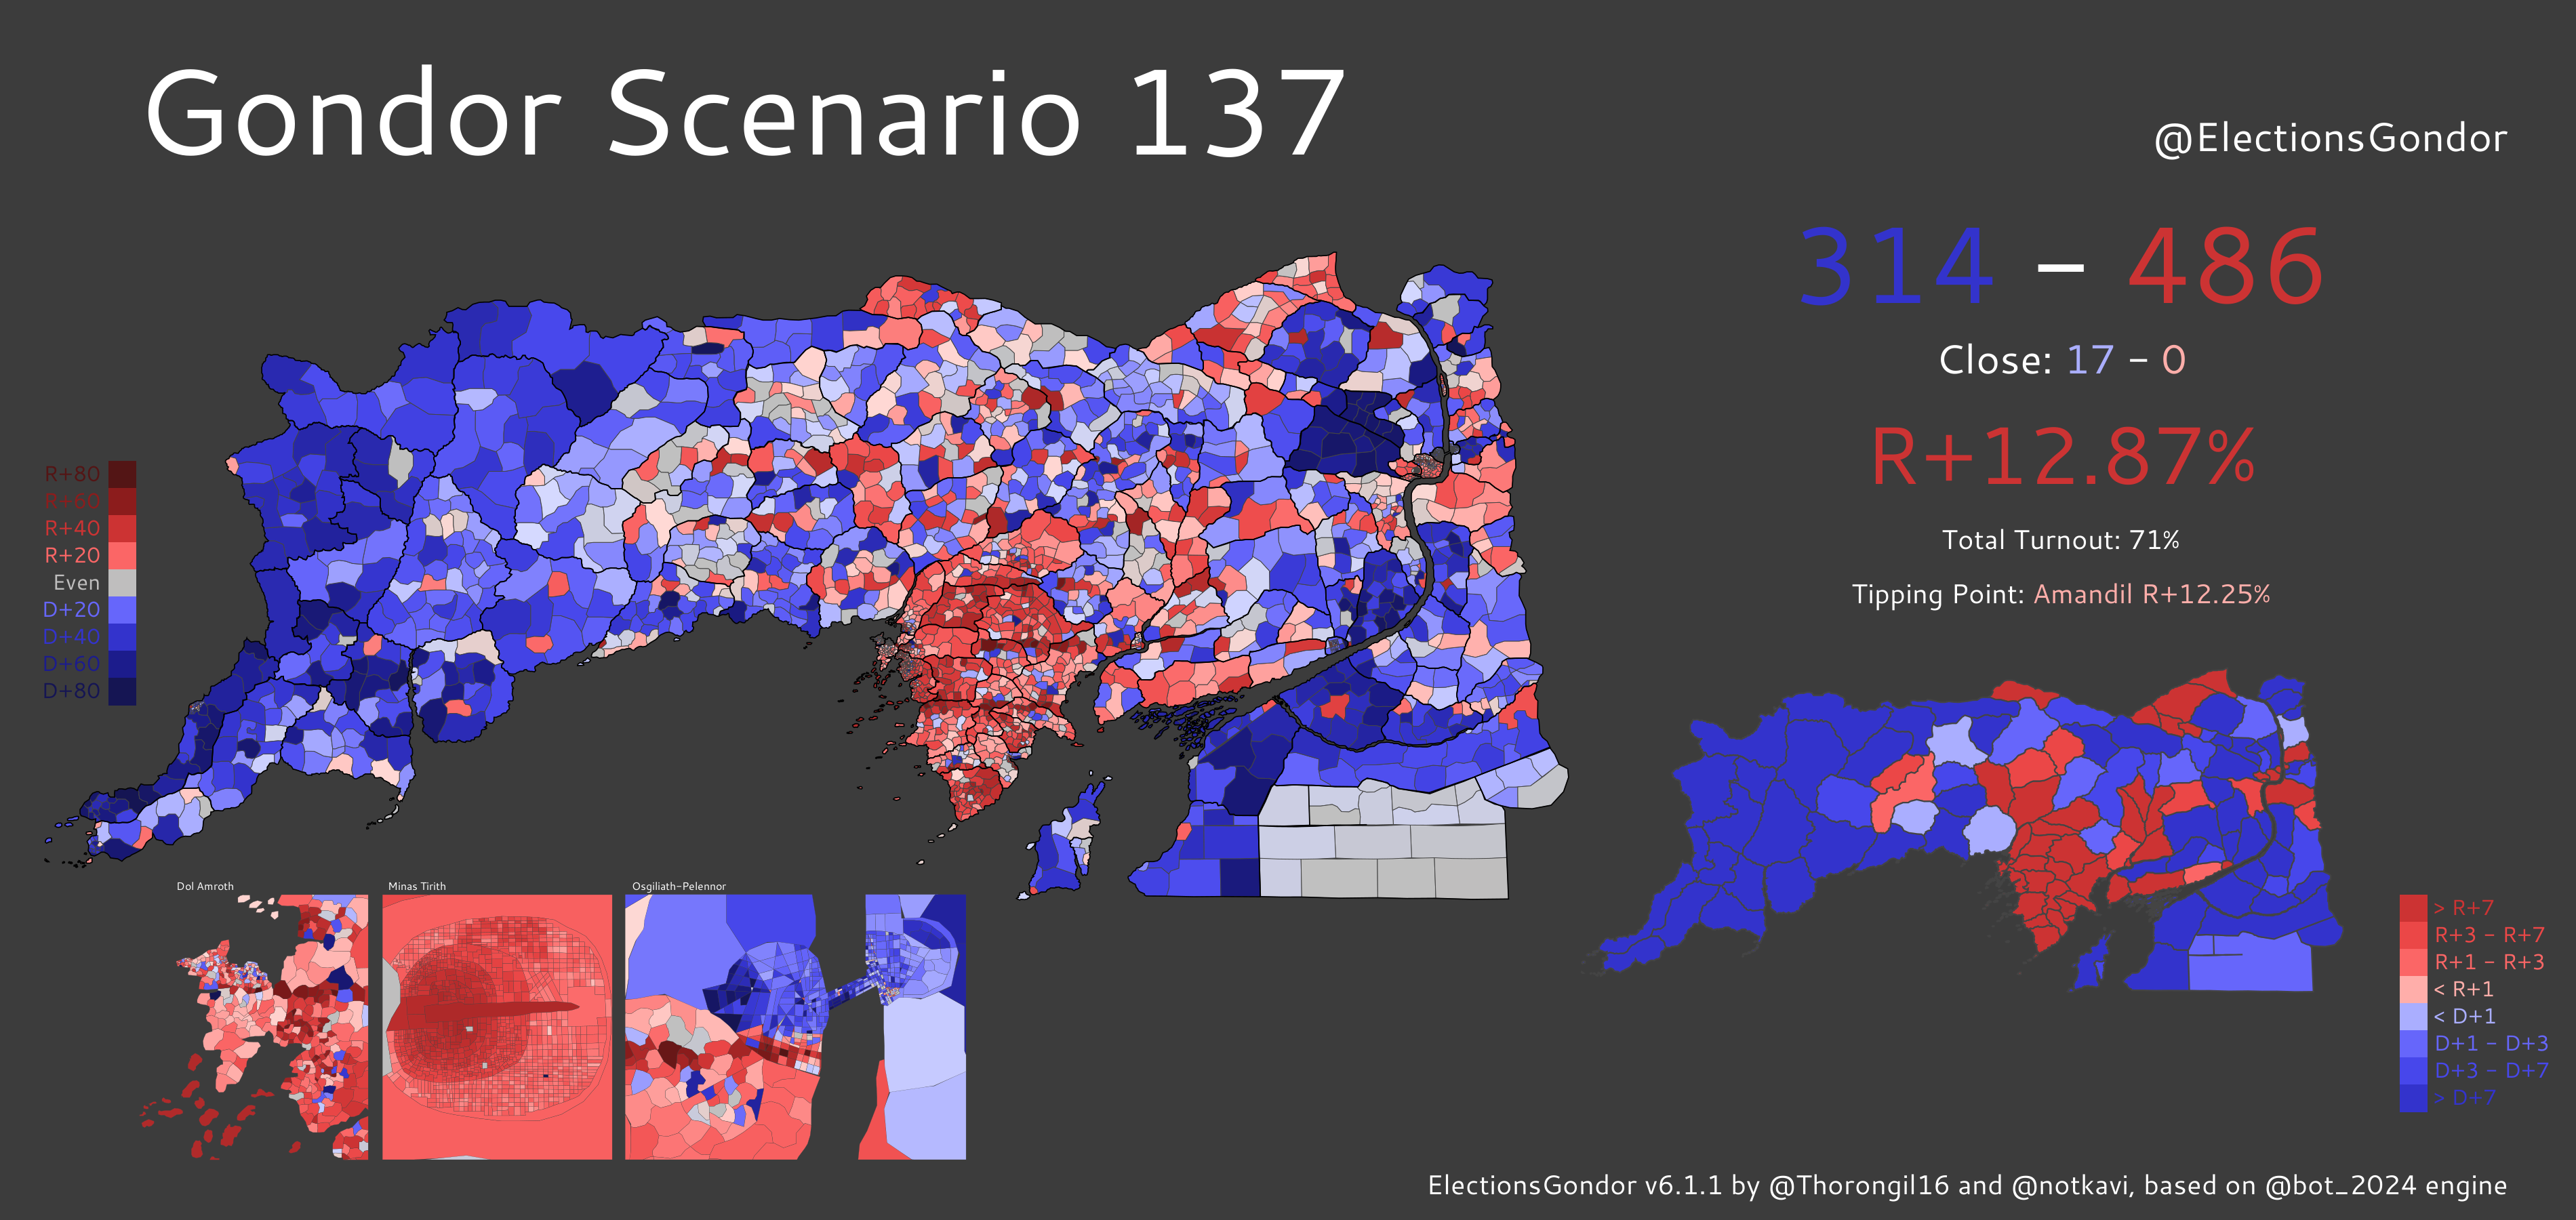 Gondor Scenario 137
@ElectionsGondor
314 – 486
Close: 17 - 0
R+12.87%
Total Turnout: 71%
Tipping Point: Amandil R+12.25%
R+80
R+60
R+40
R+20
Even
D+20
D+40
D+60
D+80
Dol Amroth
Minas Tirith
Osgiliath-Pelennor
> R+7
R+3 - R+7
R+1 - R+3
< R+1
< D+1
D+1 - D+3
D+3 - D+7
> D+7
ElectionsGondor v6.1.1 by @Thorongil16 and @notkavi, based on @bot_2024 engine